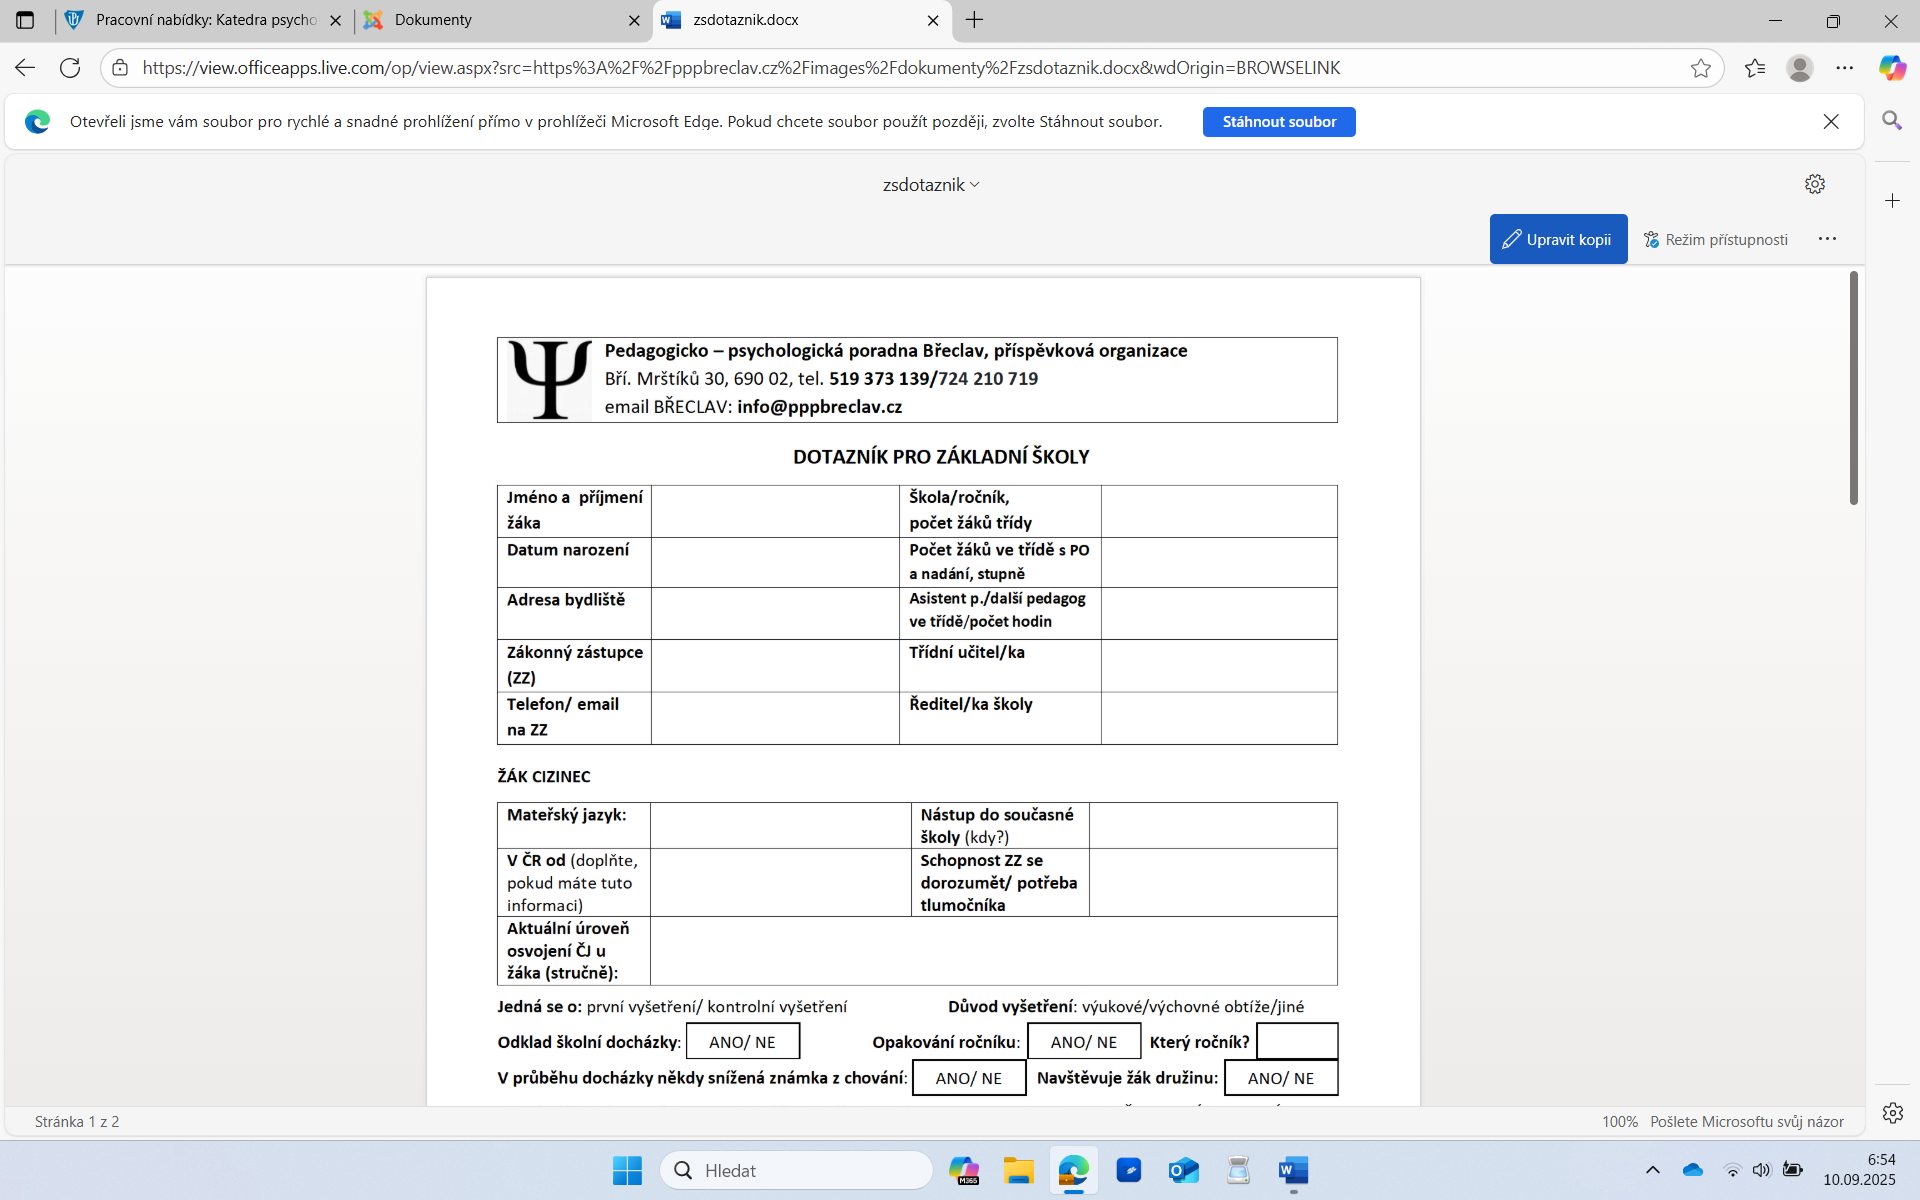 Pracovní nabídky: Katedra psycho
Dokumenty
zsdotaznik.docx
https://view.officeapps.live.com/op/view.aspx?src=https%3A%2F%2Fpppbreclav.cz%2Fimages%2Fdokumenty%2Fzsdotaznik.docx&wdOrigin=BROWSELINK
Otevřeli jsme vám soubor pro rychlé a snadné prohlížení přímo v prohlížeči Microsoft Edge. Pokud chcete soubor použít později, zvolte Stáhnout soubor.
Stáhnout soubor
zsdotaznik
Upravit kopii
Režim přístupnosti
Pedagogicko – psychologická poradna Břeclav, příspěvková organizace
Bří. Mrštíků 30, 690 02, tel. 519 373 139/724 210 719
email BŘECLAV: info@pppbreclav.cz
DOTAZNÍK PRO ZÁKLADNÍ ŠKOLY
Jméno a příjmení
žáka
Škola/ročník,
počet žáků třídy
Datum narození
Počet žáků ve třídě s PO
a nadání, stupně
Adresa bydliště
Asistent p./další pedagog
ve třídě/počet hodin
Zákonný zástupce
(ZZ)
Třídní učitel/ka
Telefon/ email
na ZZ
Ředitel/ka školy
ŽÁK CIZINEC
Mateřský jazyk:
Nástup do současné
školy (kdy?)
V ČR od (doplňte,
pokud máte tuto
informaci)
Schopnost ZZ se
dorozumět/ potřeba
tlumočníka
Aktuální úroveň
osvojení ČJ u
žáka (stručně):
Jedná se o: první vyšetření/ kontrolní vyšetření
Důvod vyšetření: výukové/výchovné obtíže/jiné
Odklad školní docházky: ANO/ NE
Opakování ročníku: ANO/ NE Který ročník?
V průběhu docházky někdy snížená známka z chování: ANO/ NE Navštěvuje žák družinu: ANO/ NE
Stránka 1 z 2
100% Pošlete Microsoftu svůj názor
Hledat
M365
6:54
10.09.2025